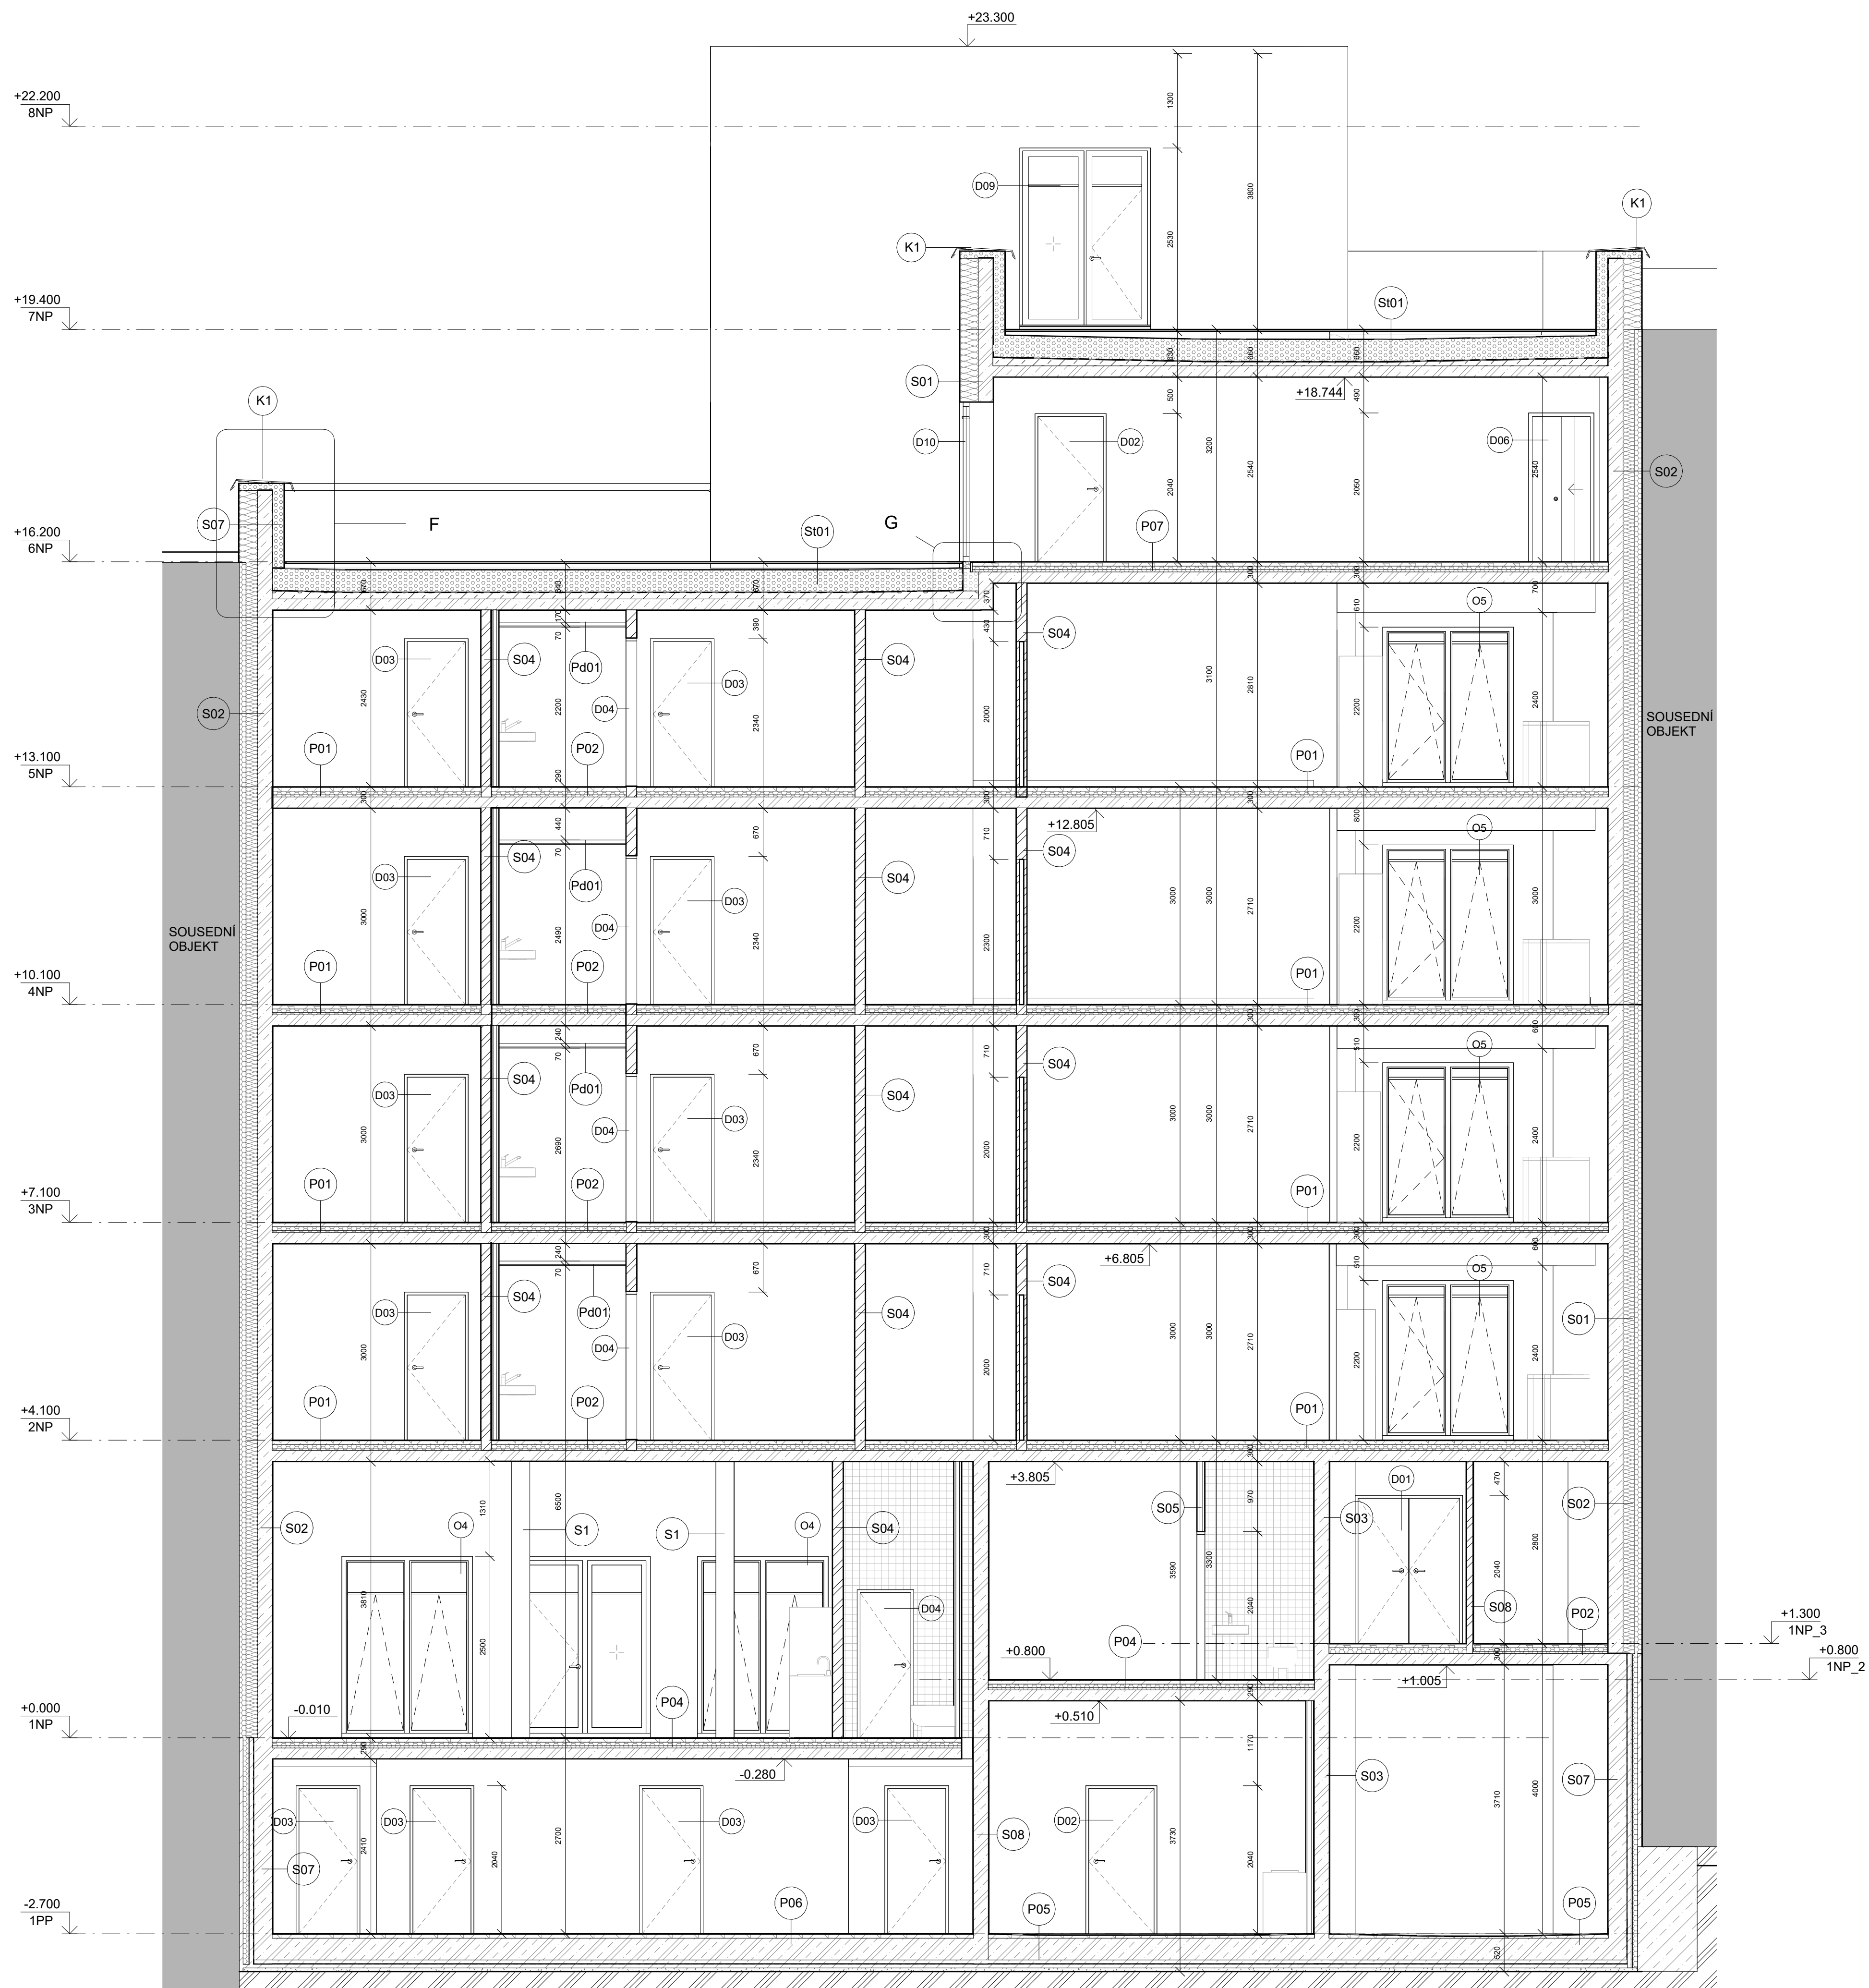 +23.300
+22.200
8NP
1300
D09
3800
2530
K1
K1
+19.400
7NP
St01
630
660
660
S01
+18.744
K1
500
490
D10
D02
3200
2540
D06
2540
S02
2040
2050
S07
F
G
St01
P07
+16.200
6NP
670
640
670
300
300
370
700
170
70
390
430
610
O5
D03
S04
Pd01
S04
S04
D03
2430
2200
D04
3100
2810
2400
S02
2340
2000
2200
SOUSEDNÍ
OBJEKT
P01
P02
P01
290
+13.100
5NP
300
300
300
440
670
710
+12.805
800
O5
70
S04
S04
D03
Pd01
S04
D03
3000
2490
D04
3000
3000
2710
3000
SOUSEDNÍ
OBJEKT
2340
2300
2200
P01
P02
P01
+10.100
4NP
300
300
600
240
670
710
510
O5
70
S04
S04
D03
Pd01
S04
D03
3000
2690
D04
3000
3000
2710
2400
2340
2000
2200
P01
P02
P01
+7.100
3NP
300
300
300
600
240
670
710
+6.805
510
O5
70
S04
S04
D03
Pd01
S04
S01
D03
3000
D04
3000
3000
2710
2400
2000
2200
P01
P02
P01
+4.100
2NP
300
+3.805
D01
470
1310
6500
S05
970
S02
S02
O4
S1
S1
O4
S04
S03
2800
3590
3300
2040
3810
2500
2040
D04
S08
P02
+1.300
1NP_3
+0.800
P04
+0.800
1NP_2
300
+1.005
290
P04
+0.000
1NP
-0.010
+0.510
290
1170
-0.280
S03
S07
D03
D03
D03
D03
D02
3710
4000
2410
2700
2040
S08
3730
2040
S07
-2.700
1PP
P06
P05
P05
520